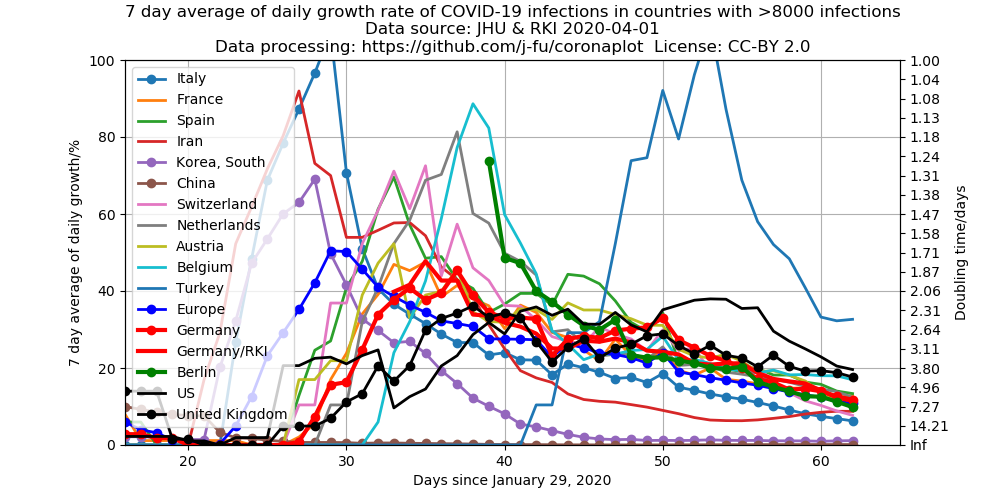 7 day average of daily growth rate of COVID-19 infections in countries with >8000 infections
Data source: JHU & RKI 2020-04-01
Data processing: https://github.com/j-fu/coronaplot  License: CC-BY 2.0
7 day average of daily growth/%
100
80
60
40
20
0
Italy
France
Spain
Iran
Korea, South
China
Switzerland
Netherlands
Austria
Belgium
Turkey
Europe
Germany
Germany/RKI
Berlin
US
United Kingdom
1.00
1.04
1.08
1.13
1.18
1.24
1.31
1.38
1.47
1.58
1.71
1.87
2.06
2.31
2.64
3.11
3.80
4.96
7.27
14.21
Inf
Doubling time/days
20
30
40
50
60
Days since January 29, 2020